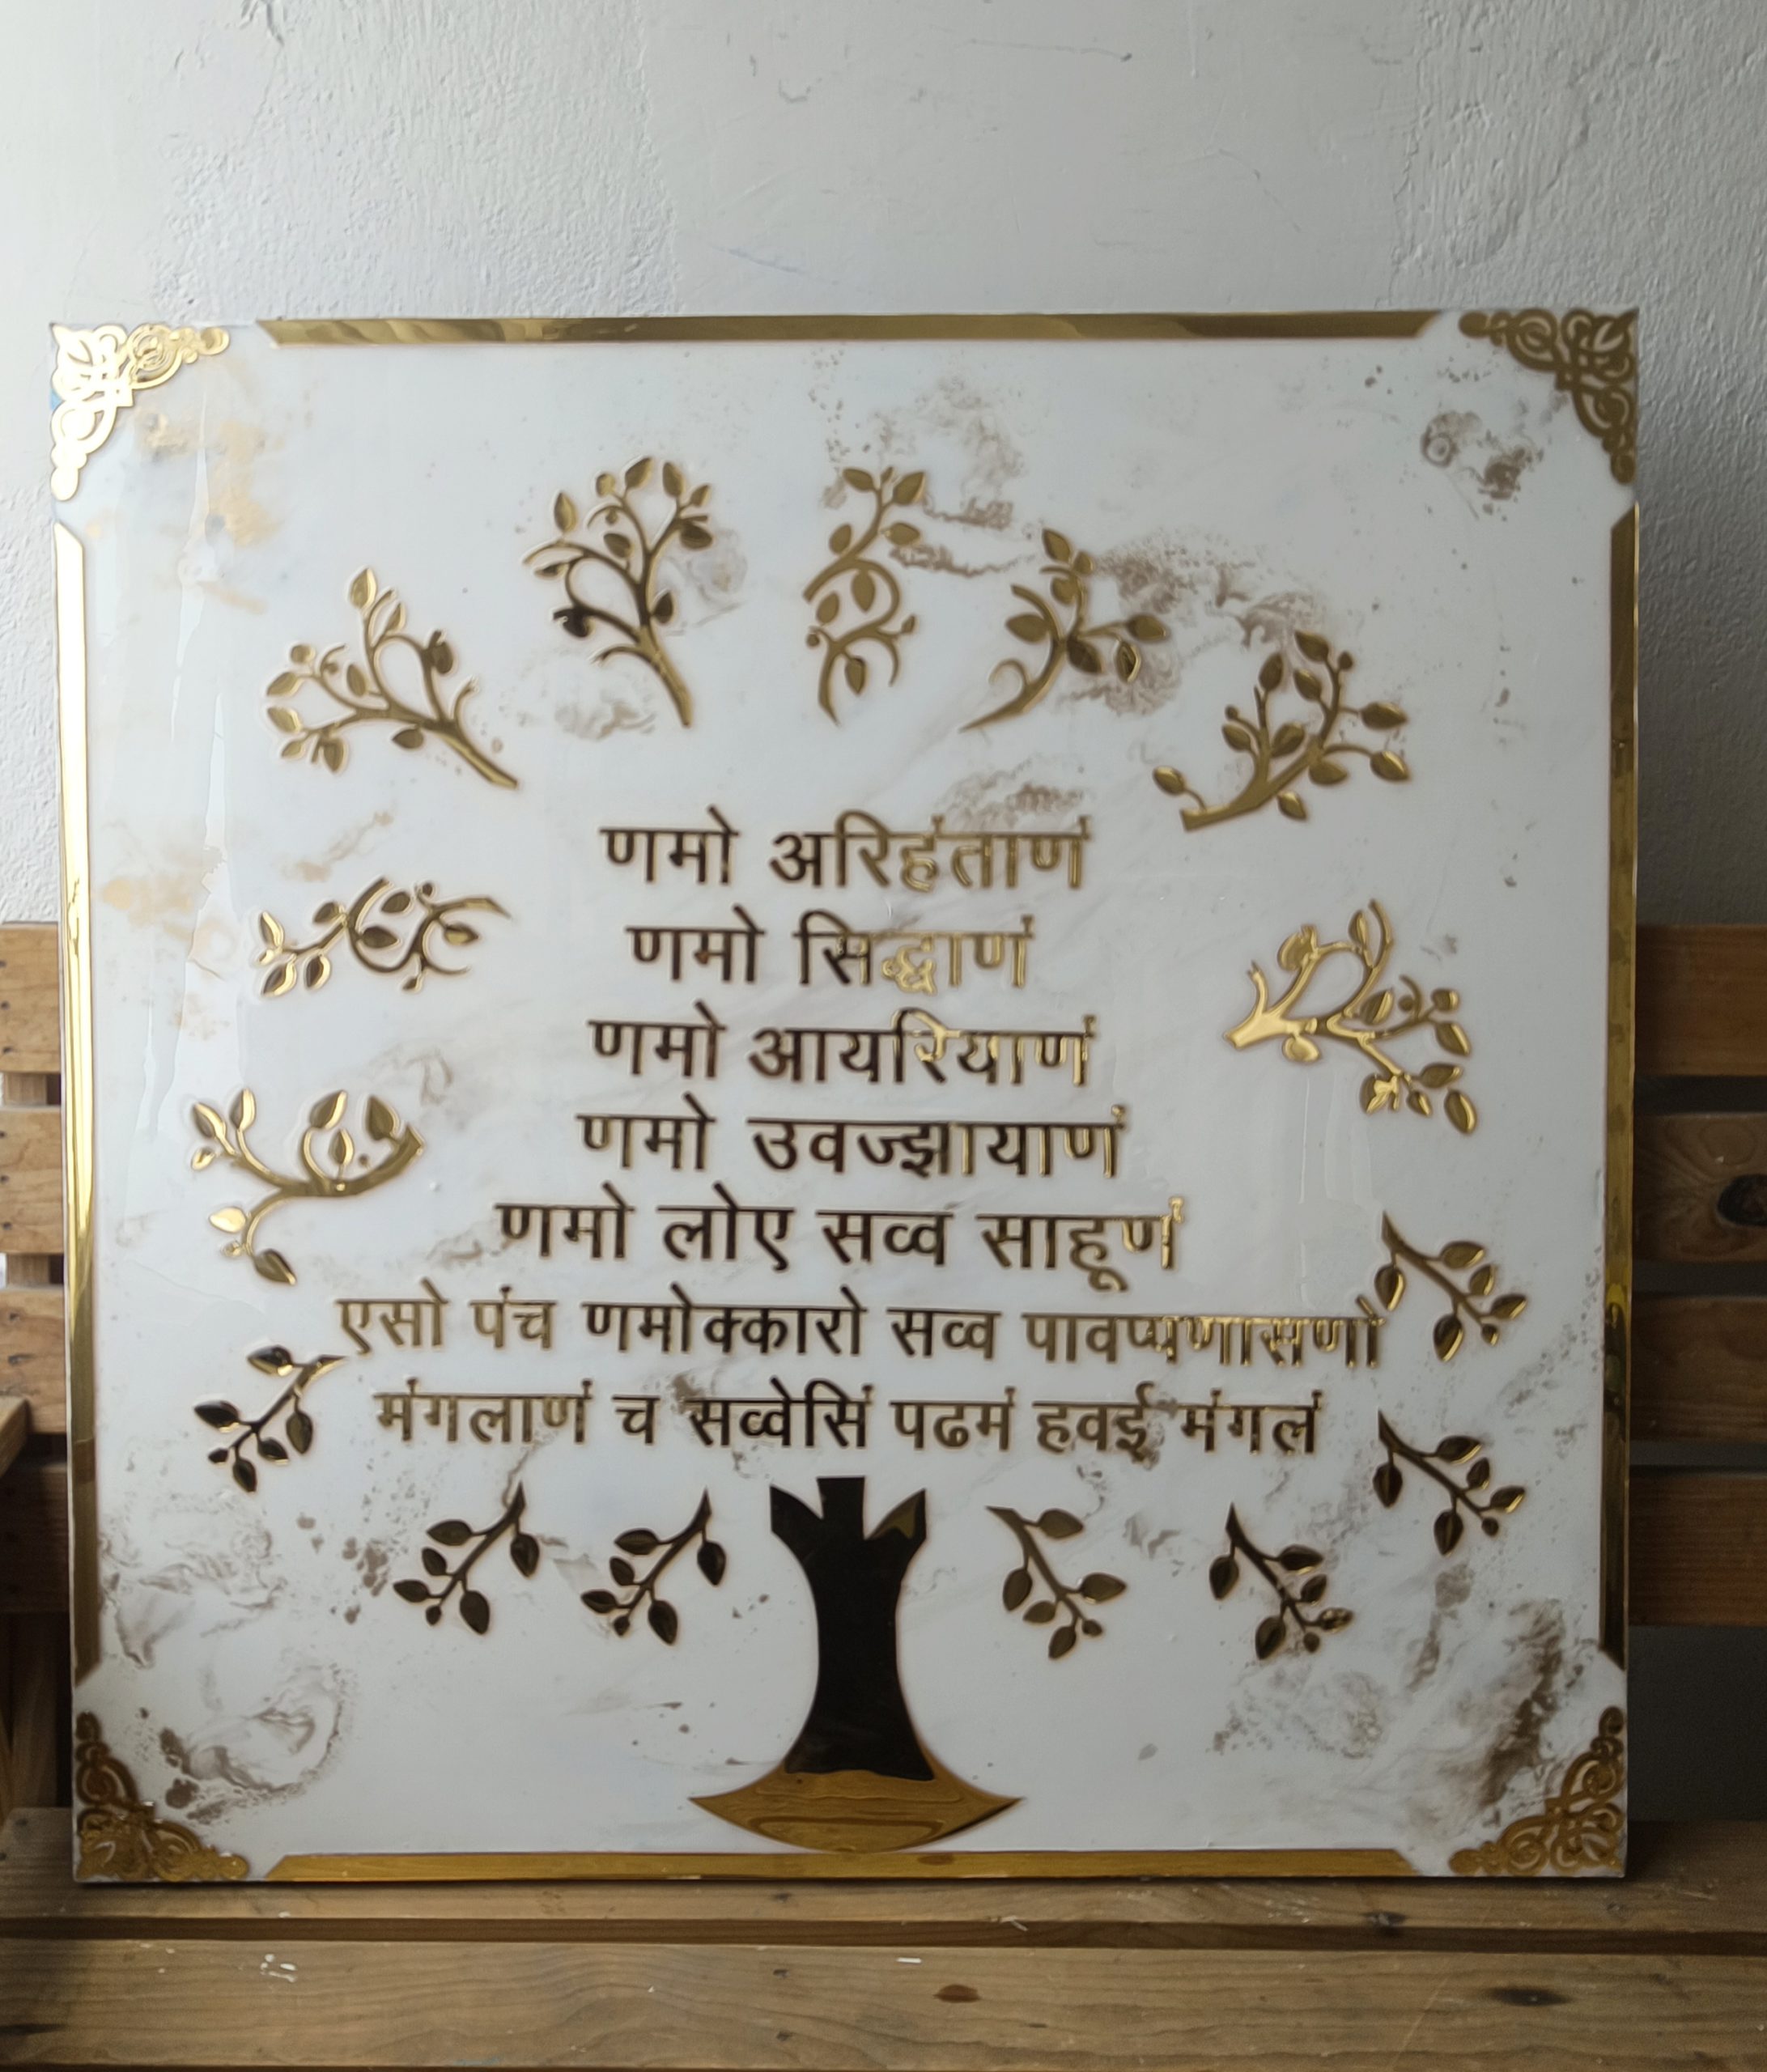 णमो अरिहंताणं
णमो सिद्धाणं
णमो आयरियाणं
णमो उवज्झायाणं
णमो लोए सव्व साहूणं
एसो पंच णमोक्कारो सव्व पावप्पणासणो
मंगलाणं च सव्वेसिं पढमं हवई मंगलं